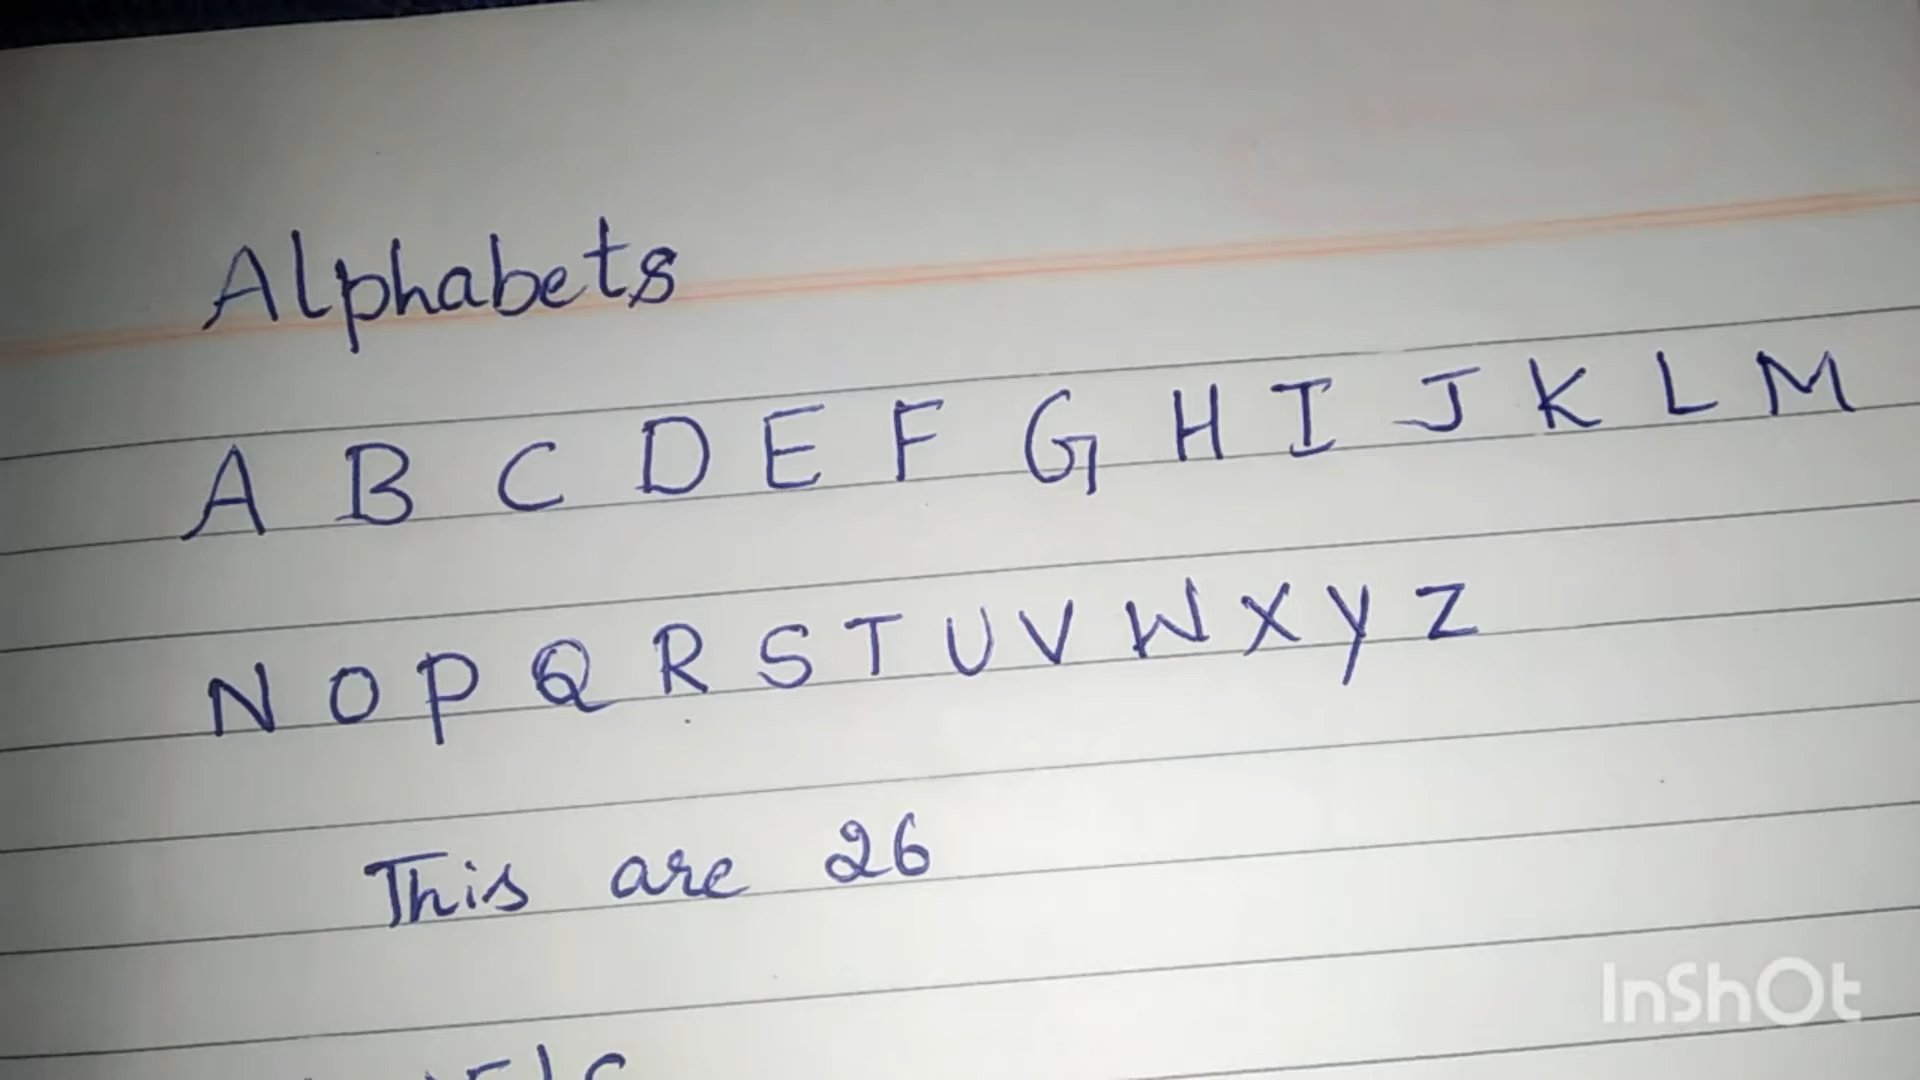 Alphabets
A B C D E F G H I J K L M
N O P Q R S T U V W X Y Z
This are 26
InShOt